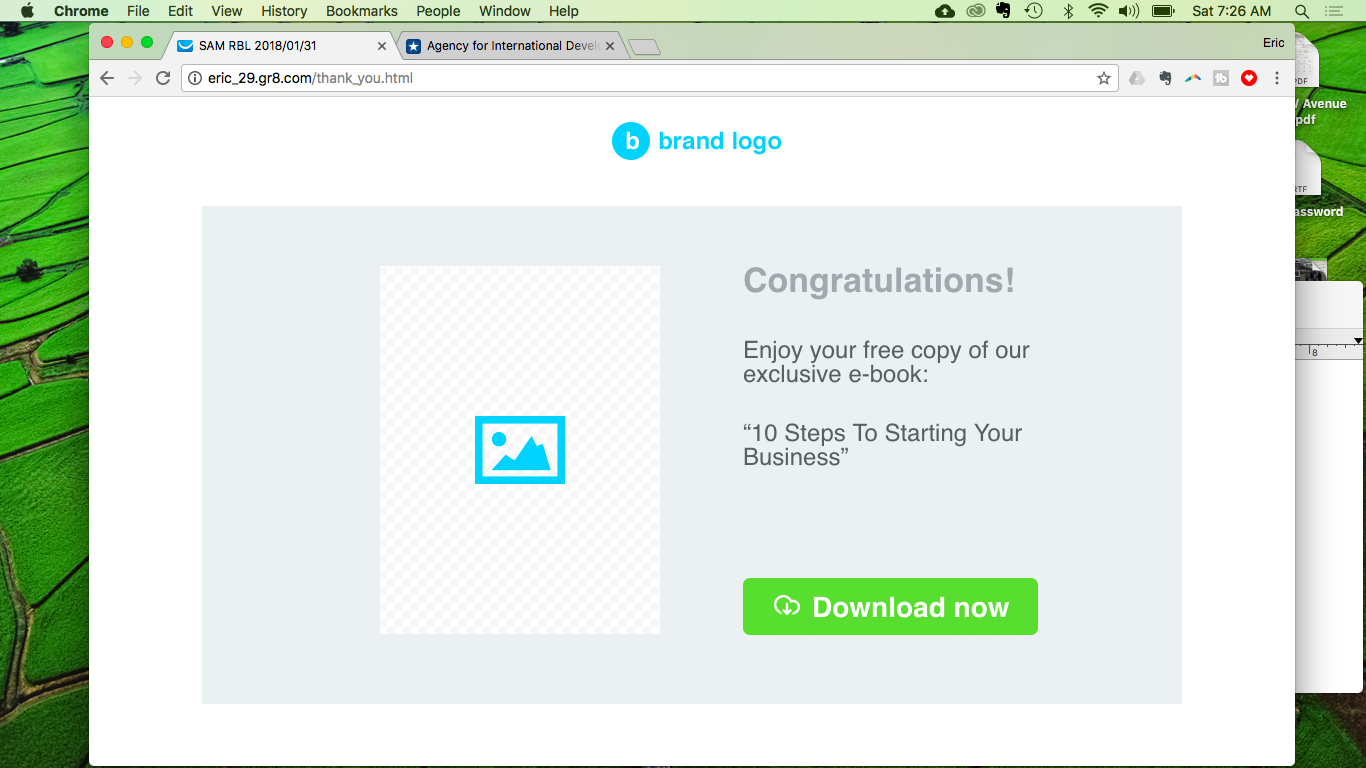 Chrome File Edit View History Bookmarks People Window Help Sat 7:26 AM
SAM RBL 2018/01/31
Agency for International Devel
Eric
eric_29.gr8.com/thank_you.html
PDF
Avenue
pdf
b brand logo
Congratulations!
Enjoy your free copy of our
exclusive e-book:
“10 Steps To Starting Your
Business”
Download now
RTF
assword
8